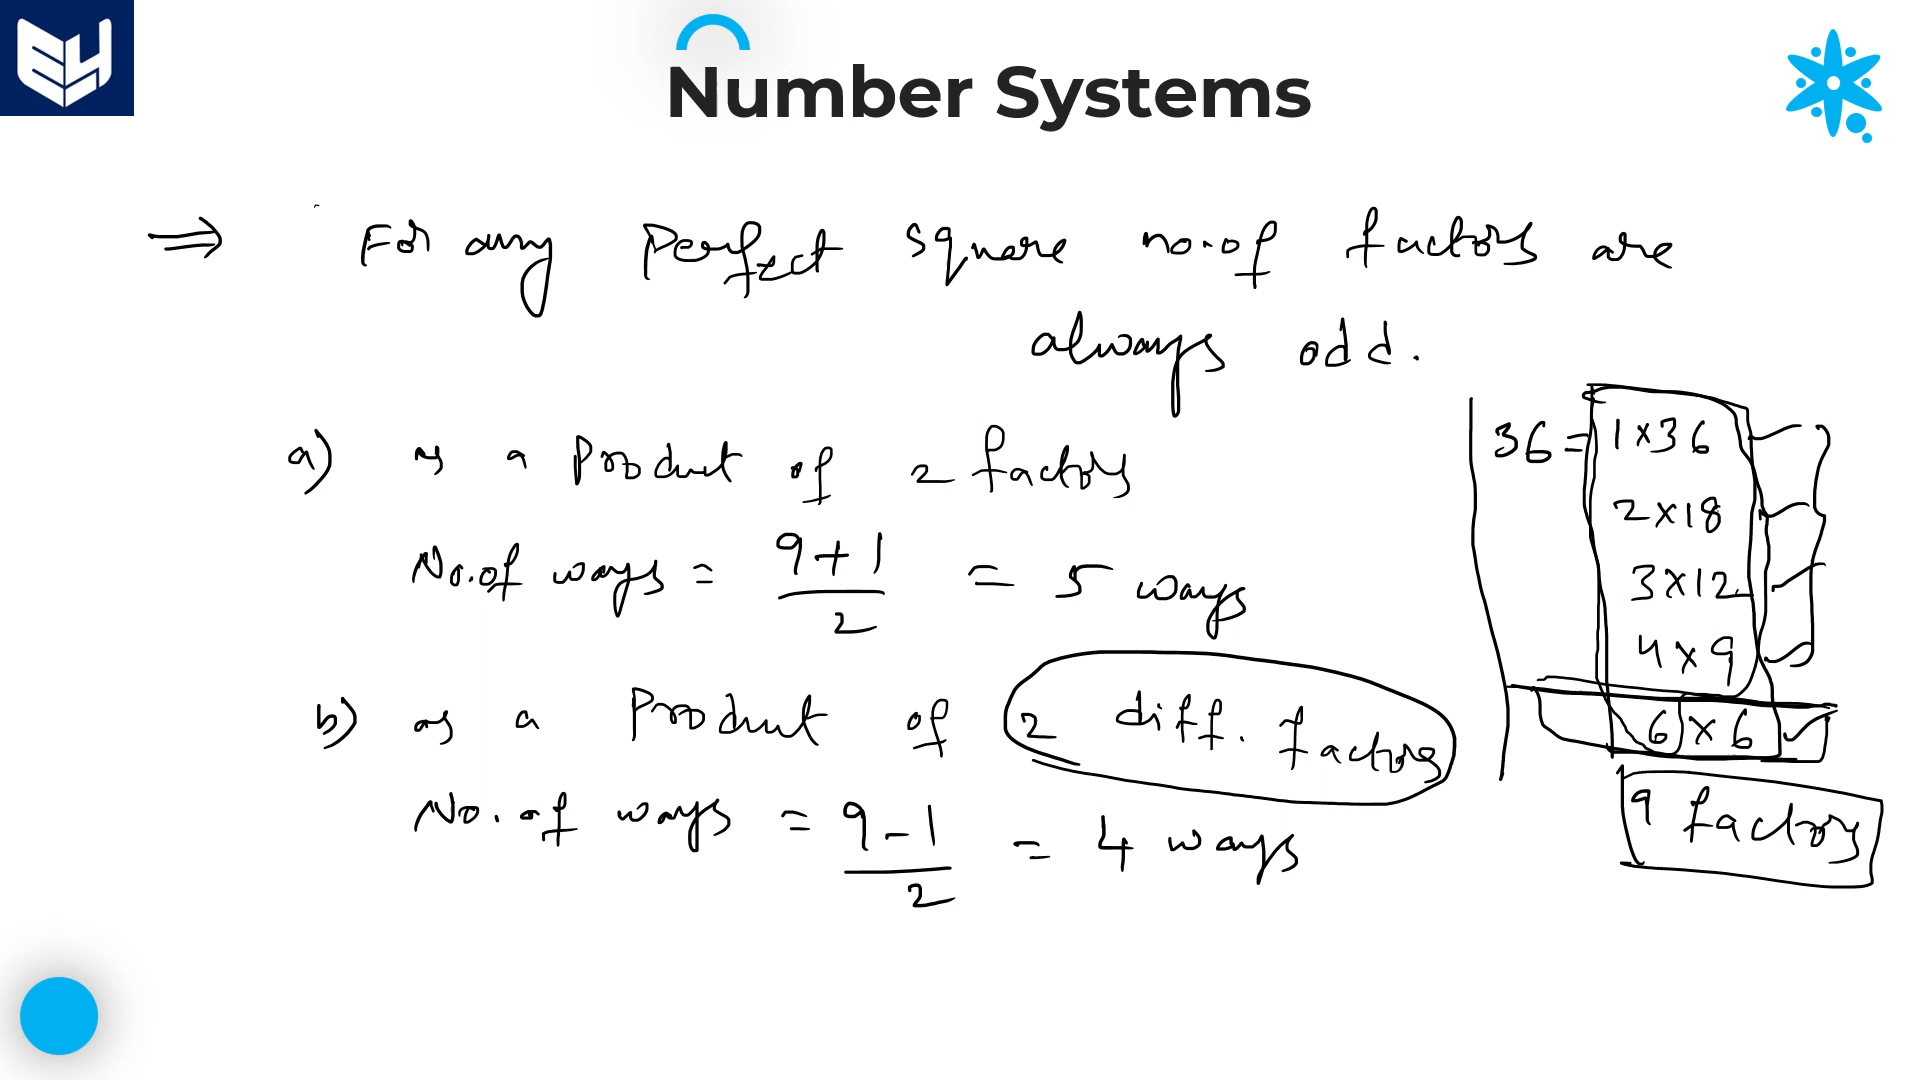 Number Systems
⇒ For any Perfect square no.of factors are
always odd.
a) as a Product of 2 factors
No.of ways = 9+1/2 = 5 ways
b) as a Product of 2 diff. factors
No. of ways = 9-1/2 = 4 ways
36= 1×36
2×18
3×12
4×9
6×6
9 factors